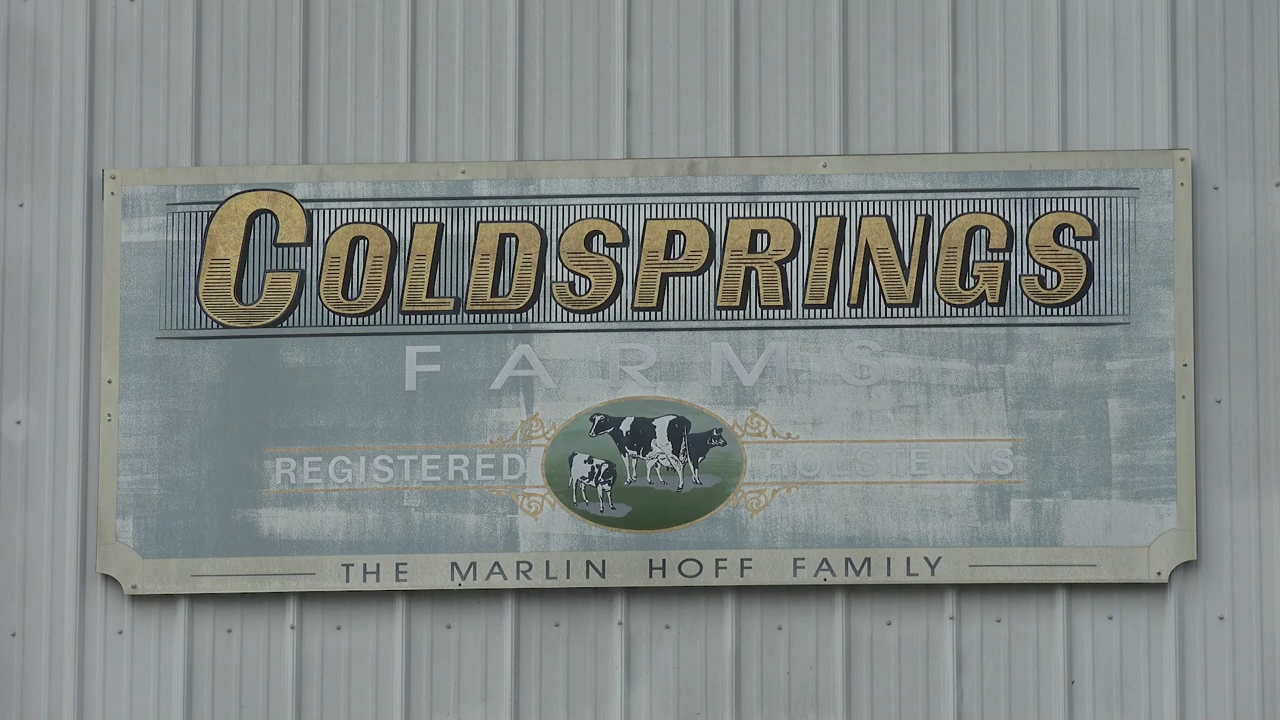 COLDSPRINGS
FARMS
REGISTERED HOLSTEINS
THE MARLIN HOFF FAMILY